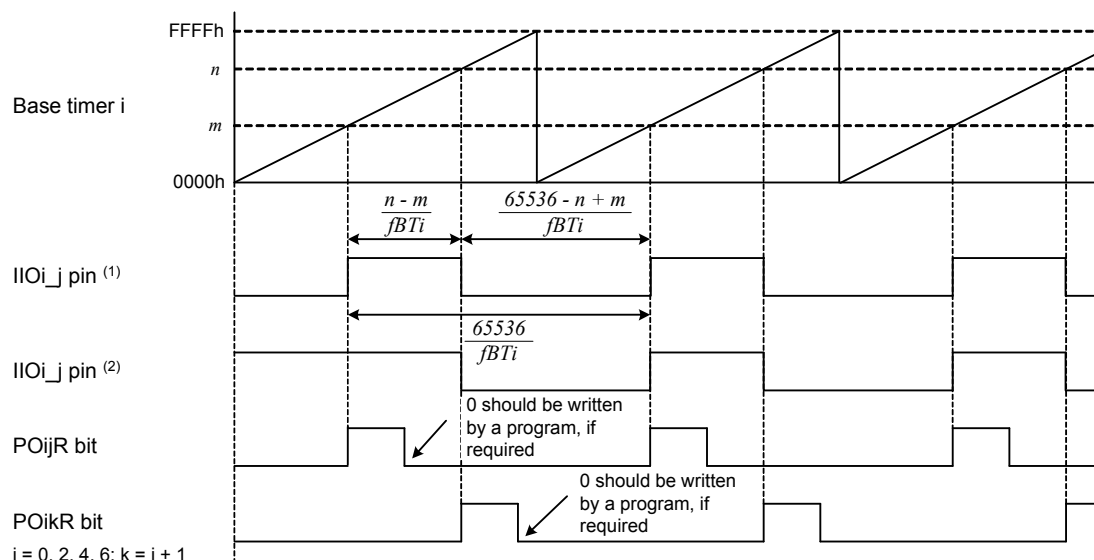 FFFFh
n
Base timer i
m
0000h
n - m
fBTi
65536 - n + m
fBTi
IIOi_j pin (1)
65536
fBTi
IIOi_j pin (2)
0 should be written
by a program, if
required
POijR bit
0 should be written
by a program, if
required
POikR bit
j = 0, 2, 4, 6; k = j + 1